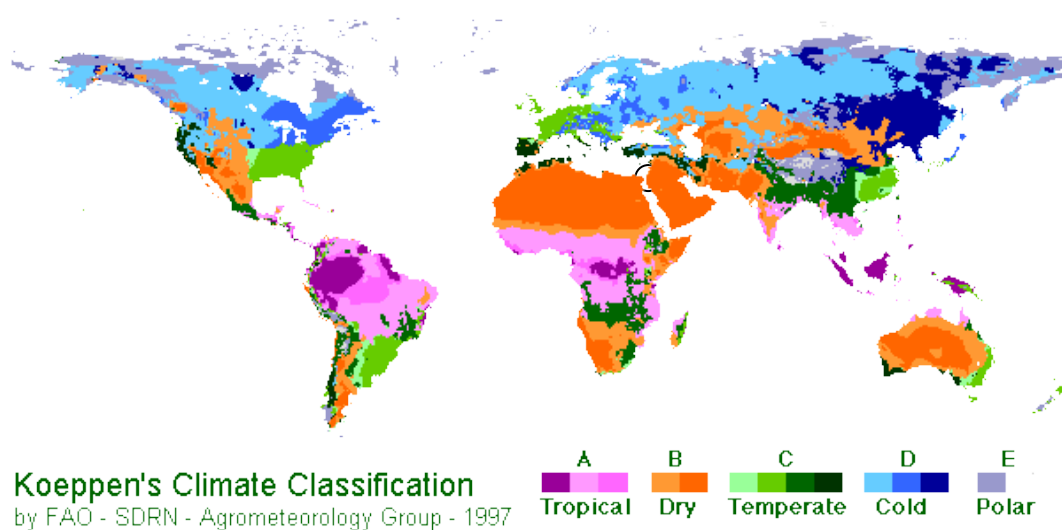 A B C D E
Koeppen's Climate Classification
Tropical Dry Temperate Cold Polar
by FAO - SDRN - Agrometeorology Group - 1997